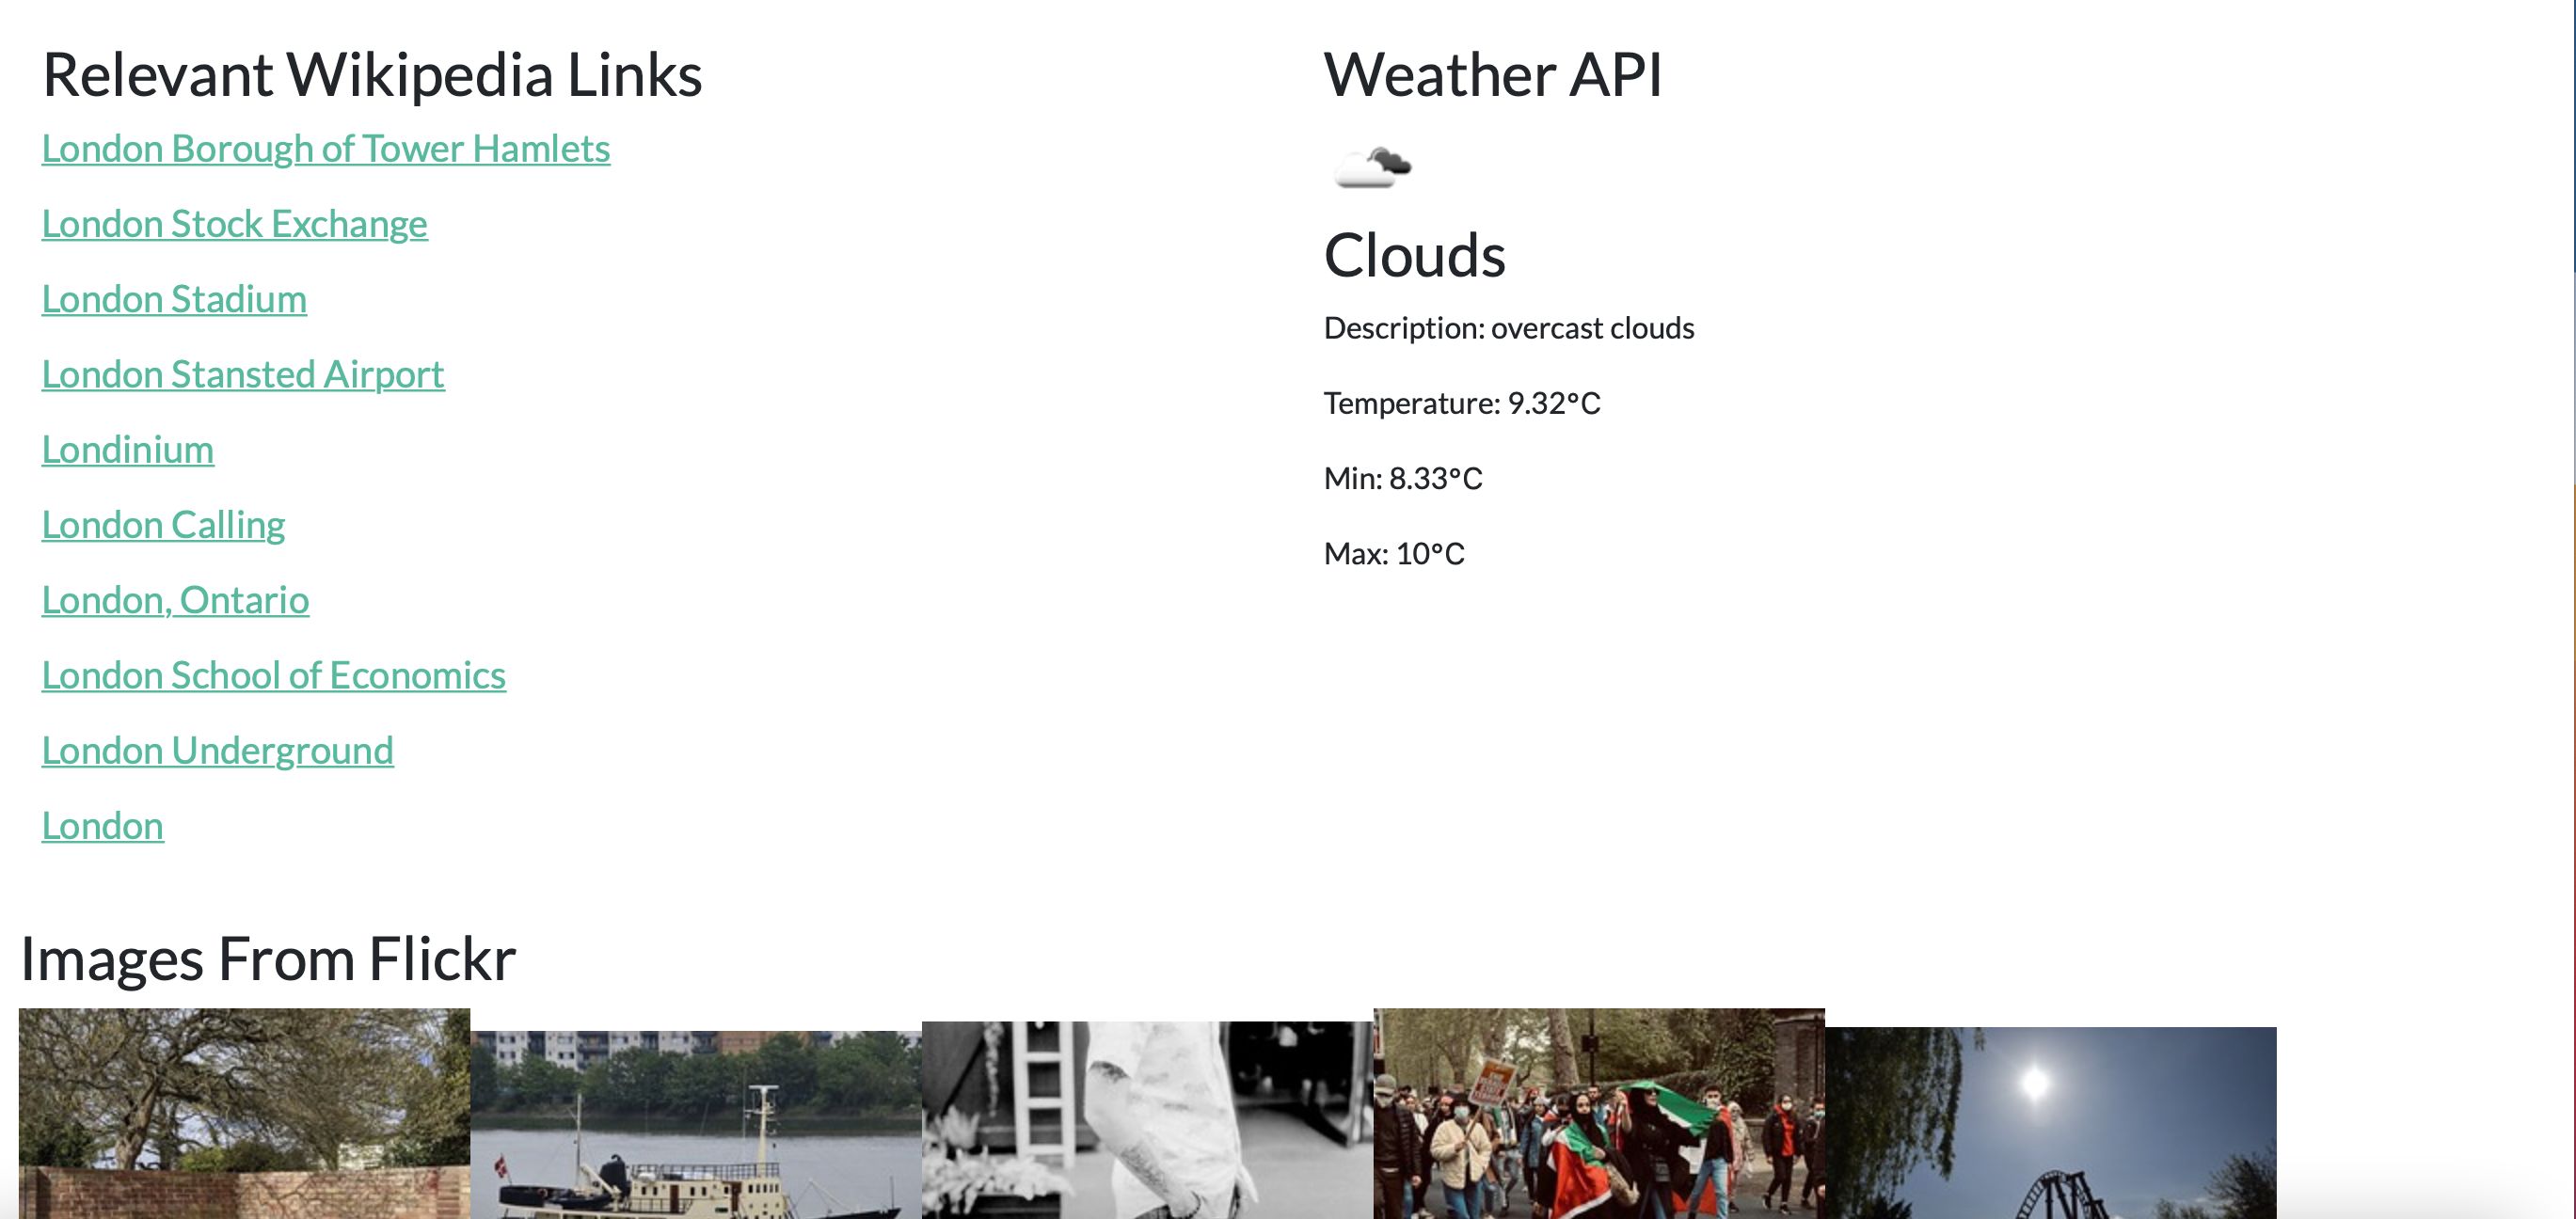 Relevant Wikipedia Links
London Borough of Tower Hamlets
London Stock Exchange
London Stadium
London Stansted Airport
Londinium
London Calling
London, Ontario
London School of Economics
London Underground
London
Weather API
Clouds
Description: overcast clouds
Temperature: 9.32°C
Min: 8.33°C
Max: 10°C
Images From Flickr